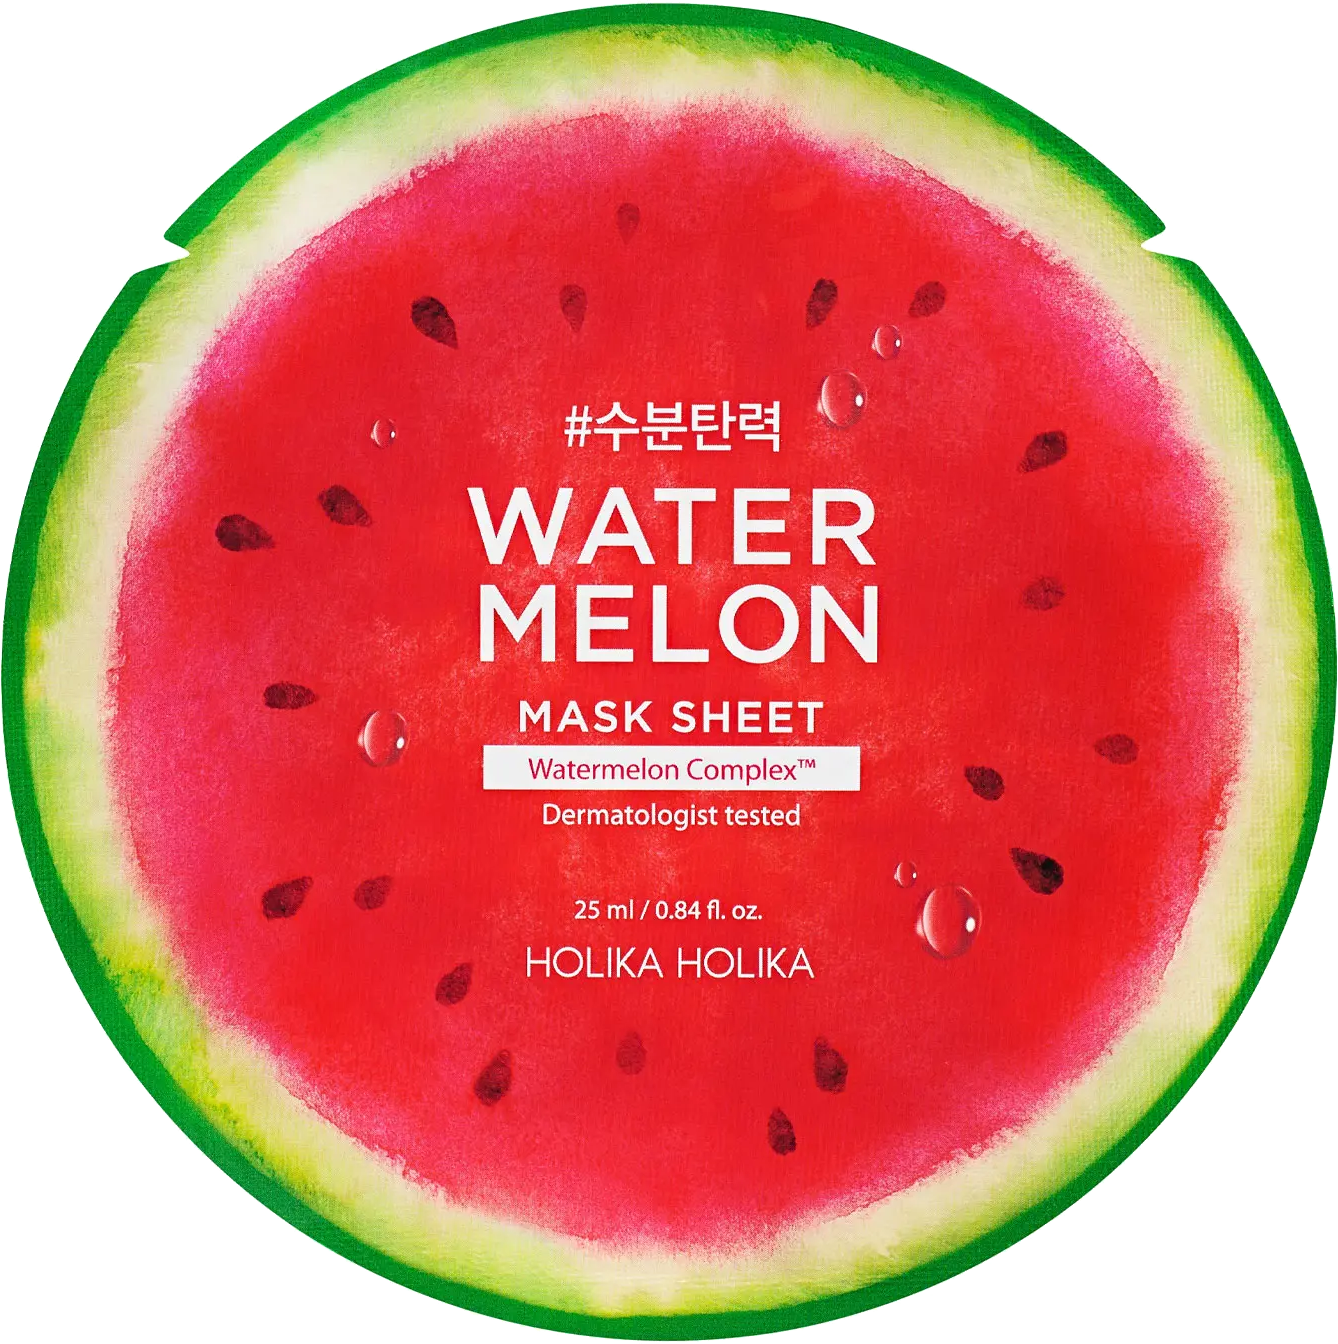 #수분탄력
WATER
MELON
MASK SHEET
Watermelon Complex™
Dermatologist tested
25 ml / 0.84 fl. oz.
HOLIKA HOLIKA